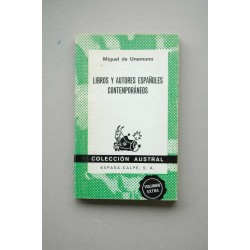 Miguel de Unamuno
LIBROS Y AUTORES ESPAÑOLES
CONTEMPORÁNEOS
COLECCIÓN AUSTRAL
ESPASA-CALPE, S. A.
VOLUMEN
EXTRA